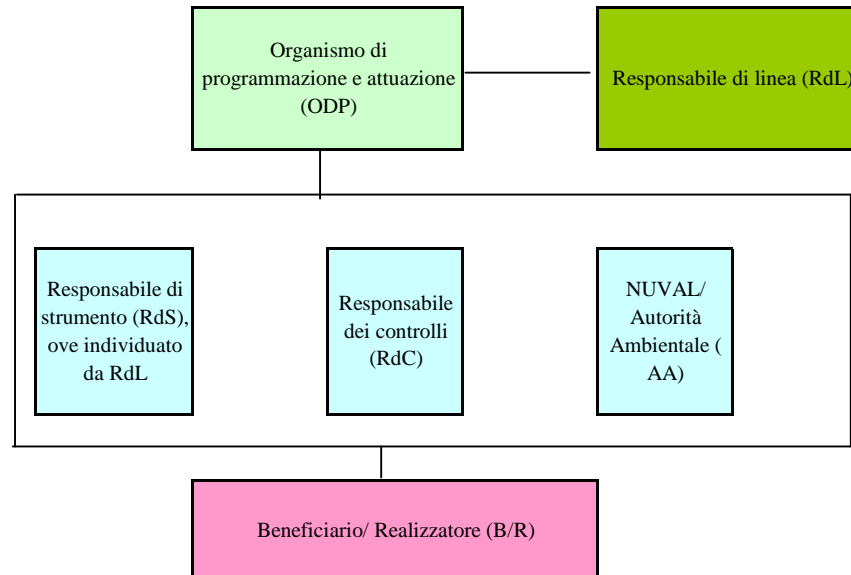 Organismo di
programmazione e attuazione
(ODP)
Responsabile di linea (RdL)
Responsabile di
strumento (RdS),
ove individuato
da RdL
Responsabile
dei controlli
(RdC)
NUVAL/
Autorità
Ambientale (
AA)
Beneficiario/ Realizzatore (B/R)